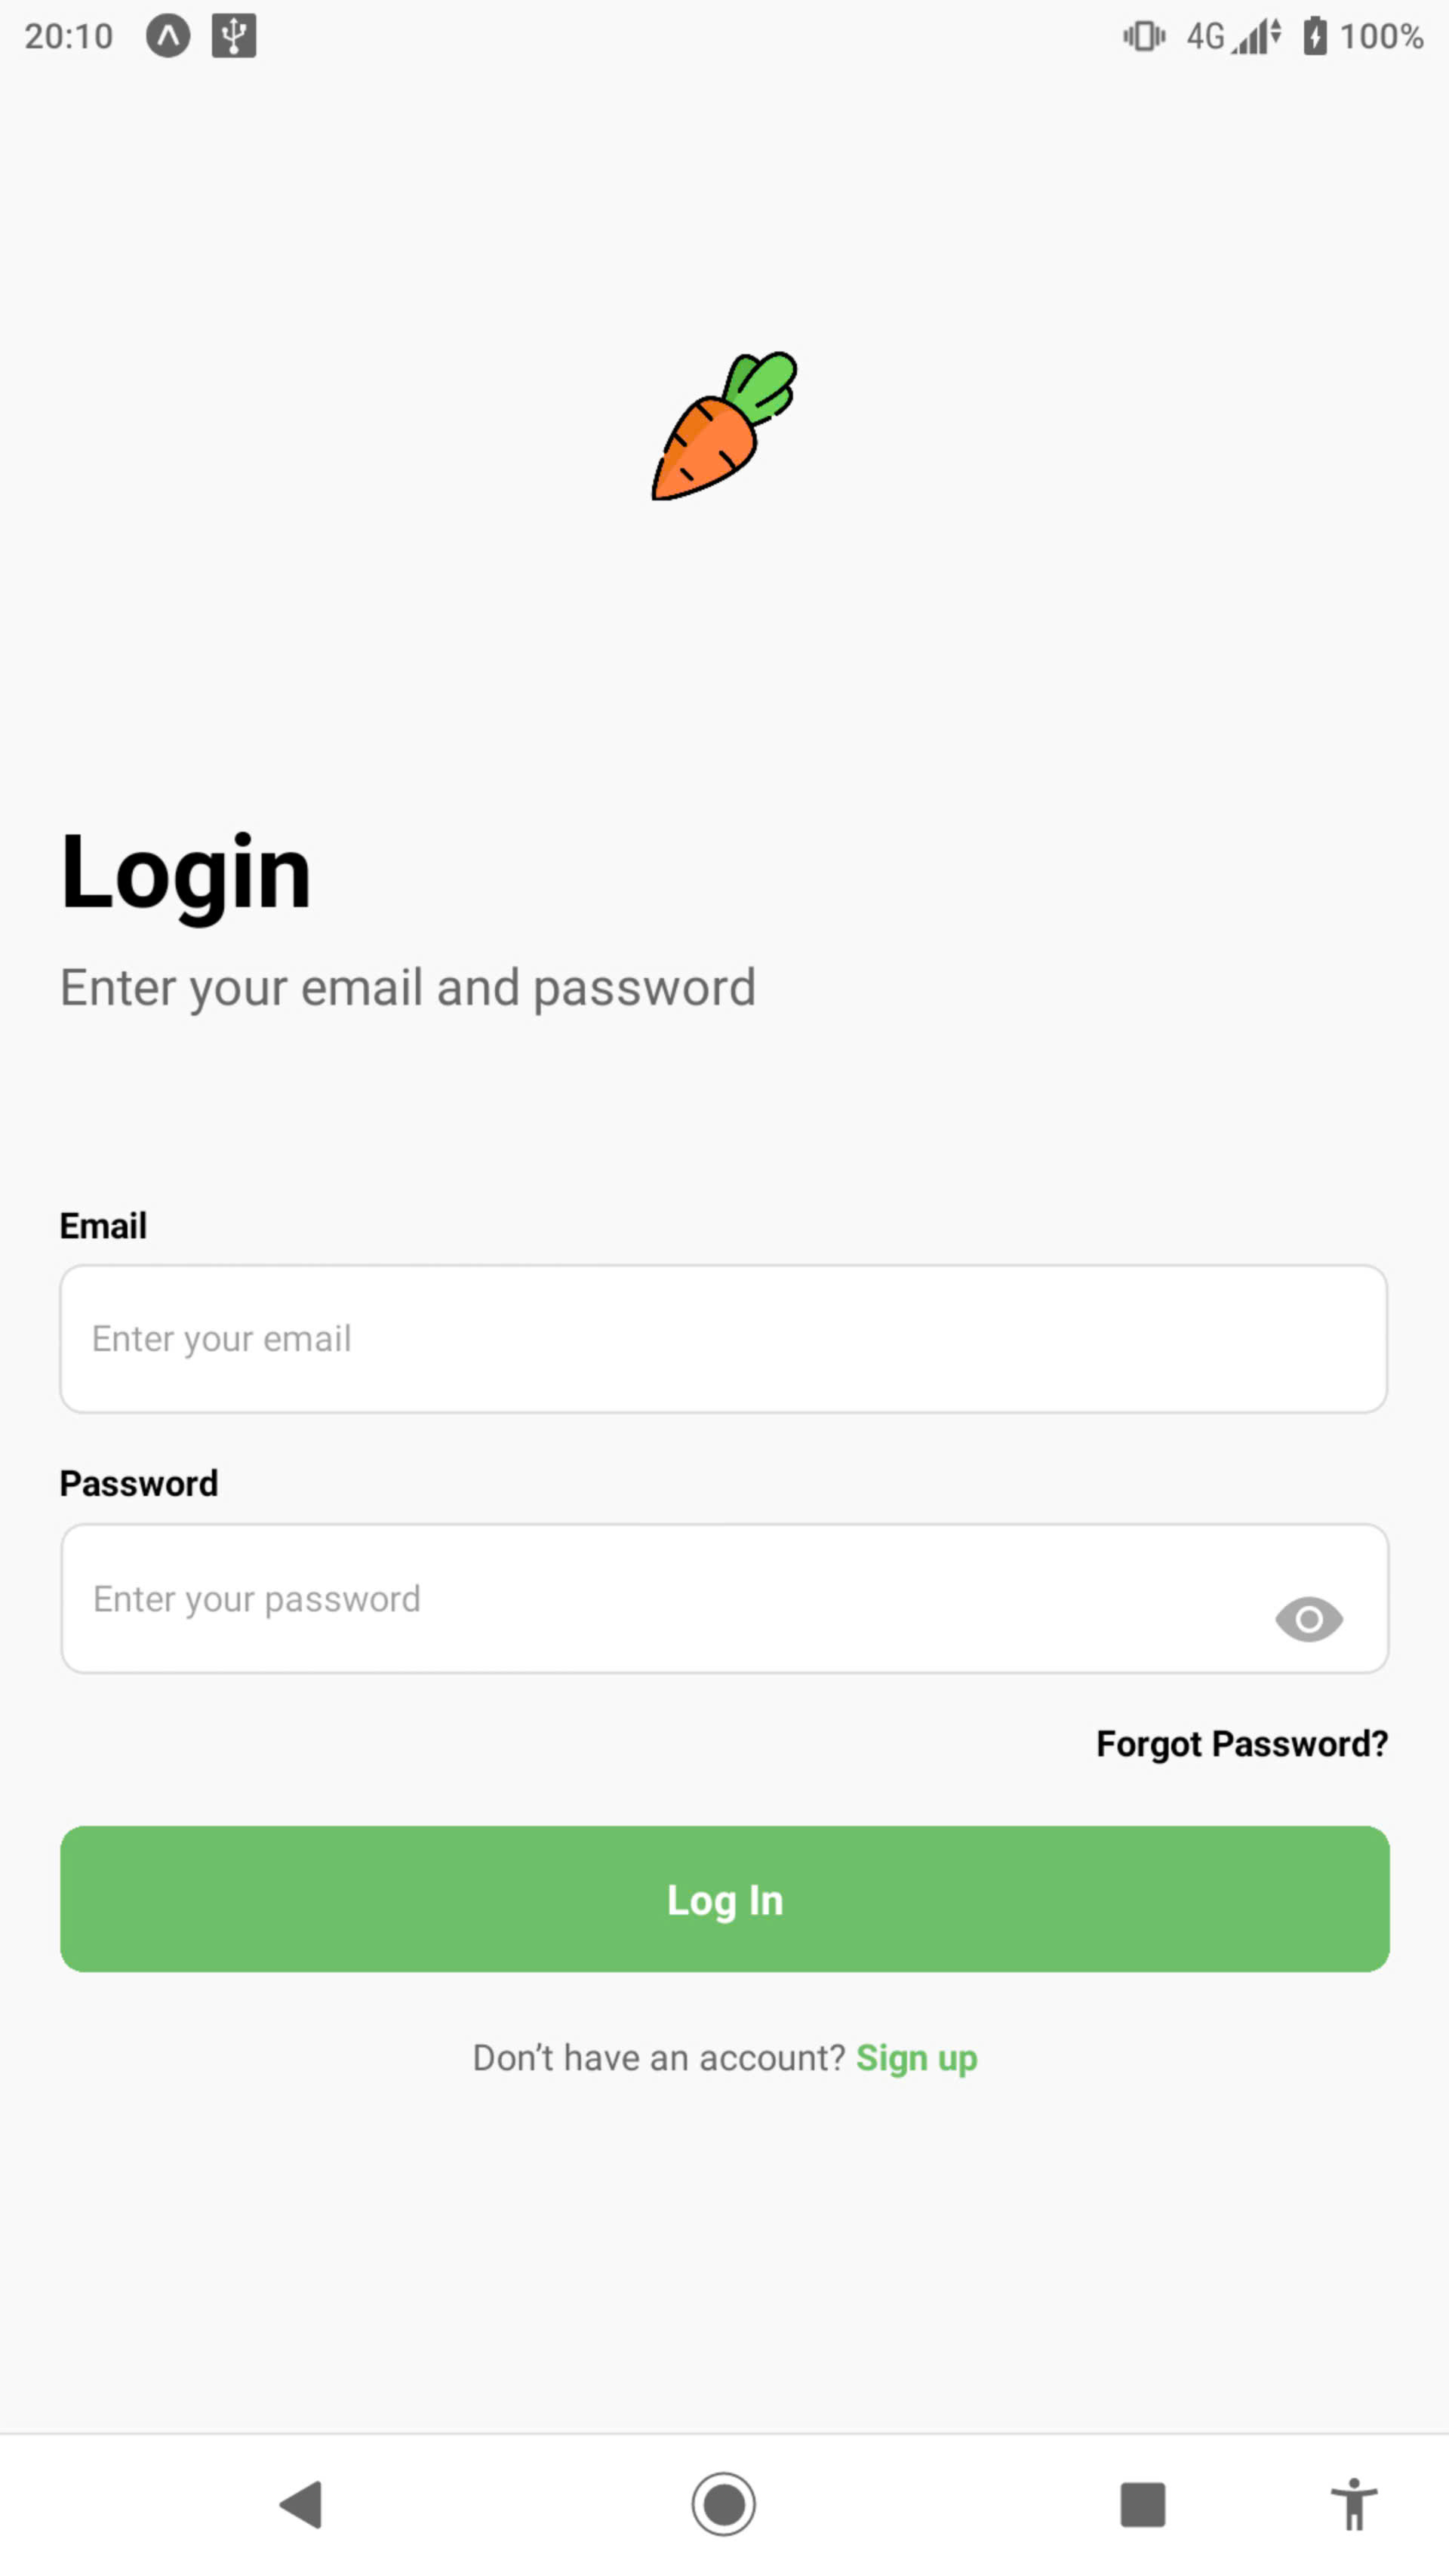 20:10 4G 100%
Login
Enter your email and password
Email
Enter your email
Password
Enter your password
Forgot Password?
Log In
Don’t have an account? Sign up